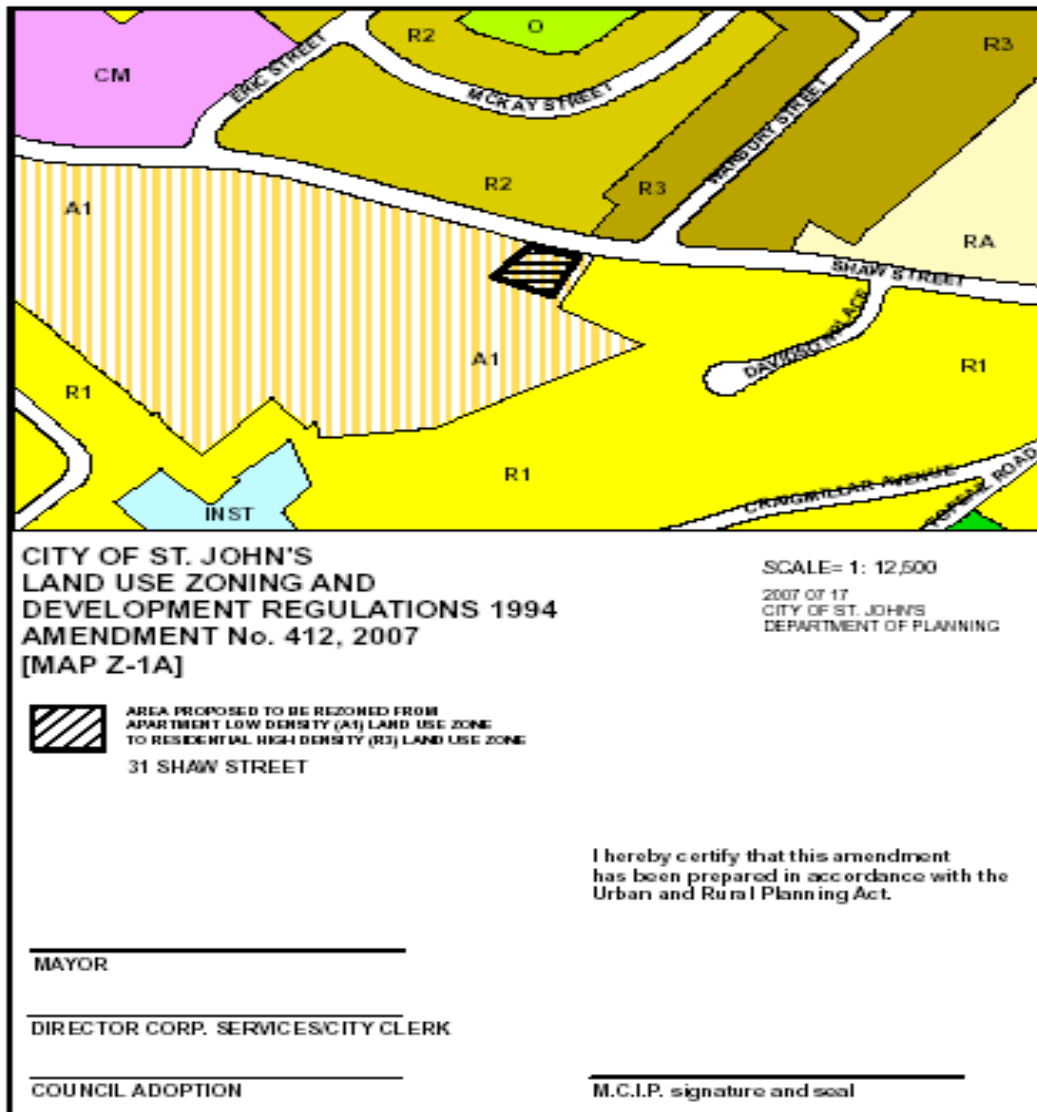 O
R2
R3
CM
ERIC STREET
MCKAY STREET
HANBURY STREET
R2
R3
A1
RA
SHAW STREET
DAVIDSON PLACE
A1
R1
R1
R1
CRAIGMILLAR AVENUE
TOPSAIL ROAD
INST
CITY OF ST. JOHN'S
LAND USE ZONING AND
DEVELOPMENT REGULATIONS 1994
AMENDMENT No. 412, 2007
[MAP Z-1A]
SCALE= 1: 12,500
2007 07 17
CITY OF ST. JOHN'S
DEPARTMENT OF PLANNING
AREA PROPOSED TO BE REZONED FROM
APARTMENT LOW DENSITY (A1) LAND USE ZONE
TO RESIDENTIAL HIGH DENSITY (R3) LAND USE ZONE
31 SHAW STREET
I hereby certify that this amendment
has been prepared in accordance with the
Urban and Rural Planning Act.
MAYOR
DIRECTOR CORP. SERVICES/CITY CLERK
COUNCIL ADOPTION
M.C.I.P. signature and seal